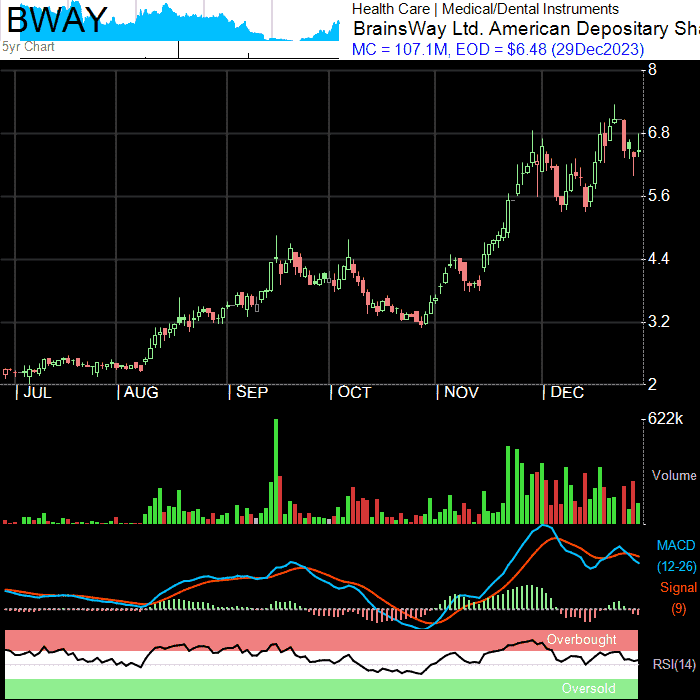 BWAY
5yr Chart
Health Care | Medical/Dental Instruments
BrainsWay Ltd. American Depositary Sha
MC = 107.1M, EOD = $6.48 (29Dec2023)
8
6.8
5.6
4.4
3.2
2
JUL AUG SEP OCT NOV DEC
622k
Volume
MACD
(12-26)
Signal
(9)
Overbought
RSI(14)
Oversold